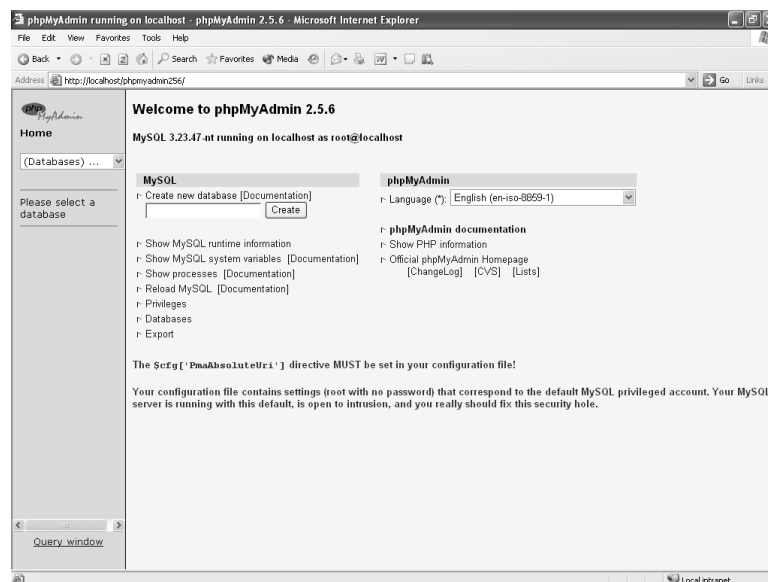 phpMyAdmin running on localhost - phpMyAdmin 2.5.6 - Microsoft Internet Explorer
File Edit View Favorites Tools Help
Back Search Favorites Media
Address http://localhost/phpmyadmin256/ Go Links
php
MyAdmin
Home
(Databases) ...
Please select a
database
Query window
Welcome to phpMyAdmin 2.5.6
MySQL 3.23.47-nt running on localhost as root@localhost
MySQL
Create new database [Documentation]
Create
Show MySQL runtime information
Show MySQL system variables [Documentation]
Show processes [Documentation]
Reload MySQL [Documentation]
Privileges
Databases
Export
phpMyAdmin
Language (*): English (en-iso-8859-1)
phpMyAdmin documentation
Show PHP information
Official phpMyAdmin Homepage
[ChangeLog] [CVS] [Lists]
The $cfg['PmaAbsoluteUri'] directive MUST be set in your configuration file!
Your configuration file contains settings (root with no password) that correspond to the default MySQL privileged account. Your MySQL
server is running with this default, is open to intrusion, and you really should fix this security hole.
Local intranet